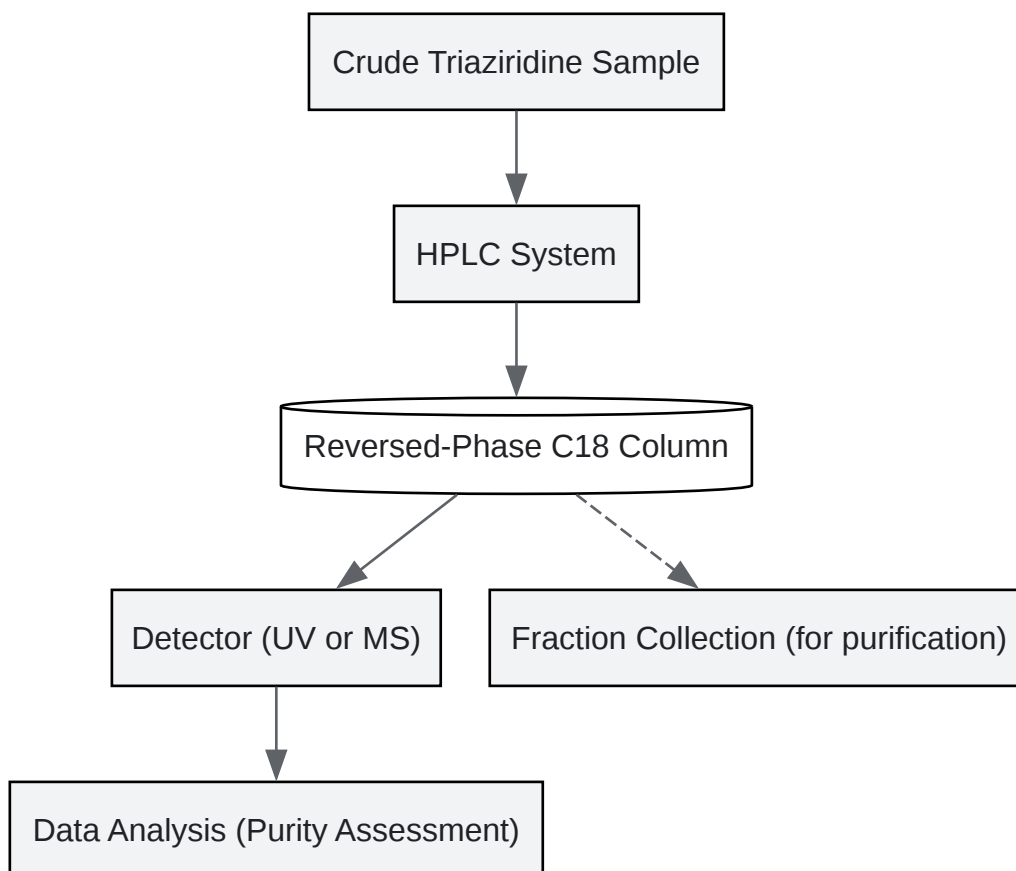 Crude Triaziridine Sample
HPLC System
Reversed-Phase C18 Column
Detector (UV or MS)
Fraction Collection (for purification)
Data Analysis (Purity Assessment)